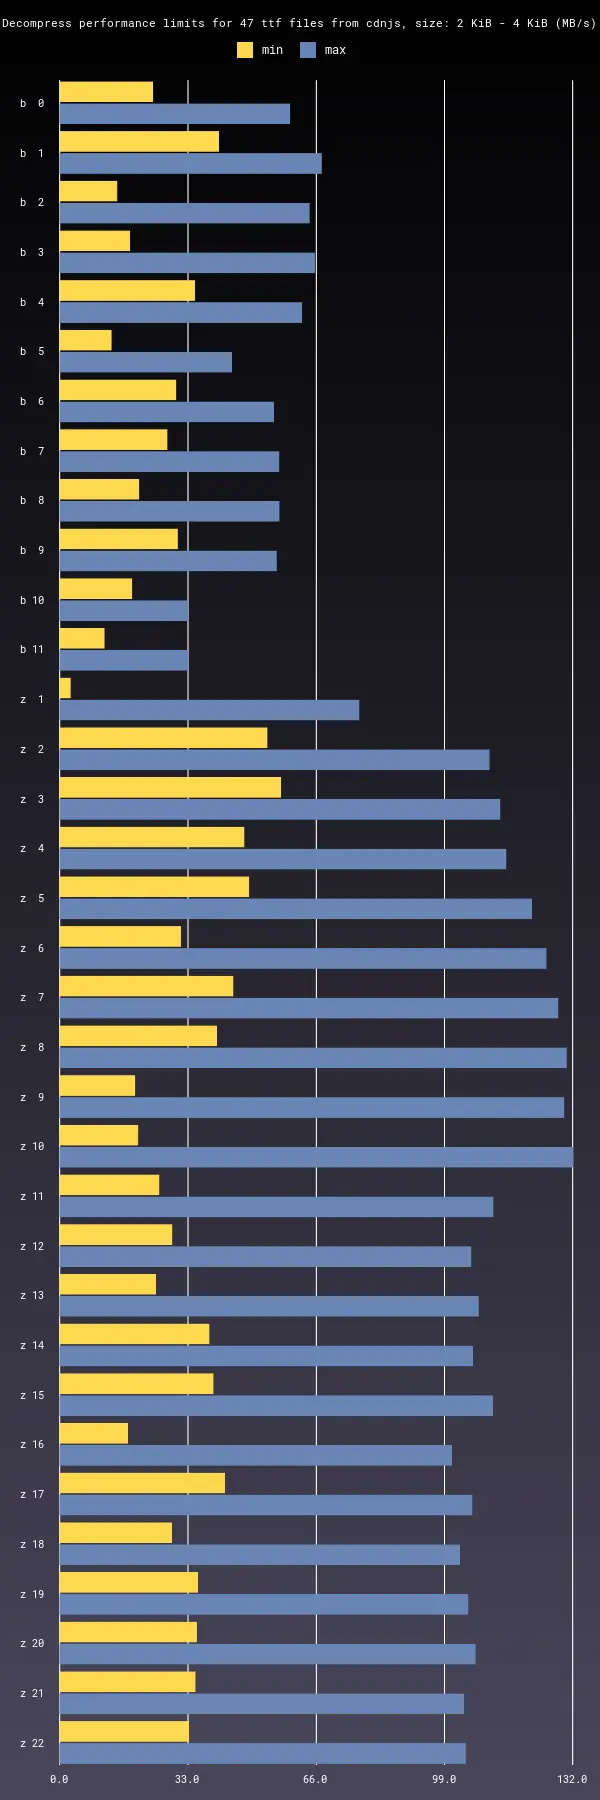 Decompress performance limits for 47 ttf files from cdnjs, size: 2 KiB - 4 KiB (MB/s)
min max
b 0
b 1
b 2
b 3
b 4
b 5
b 6
b 7
b 8
b 9
b 10
b 11
z 1
z 2
z 3
z 4
z 5
z 6
z 7
z 8
z 9
z 10
z 11
z 12
z 13
z 14
z 15
z 16
z 17
z 18
z 19
z 20
z 21
z 22
0.0 33.0 66.0 99.0 132.0